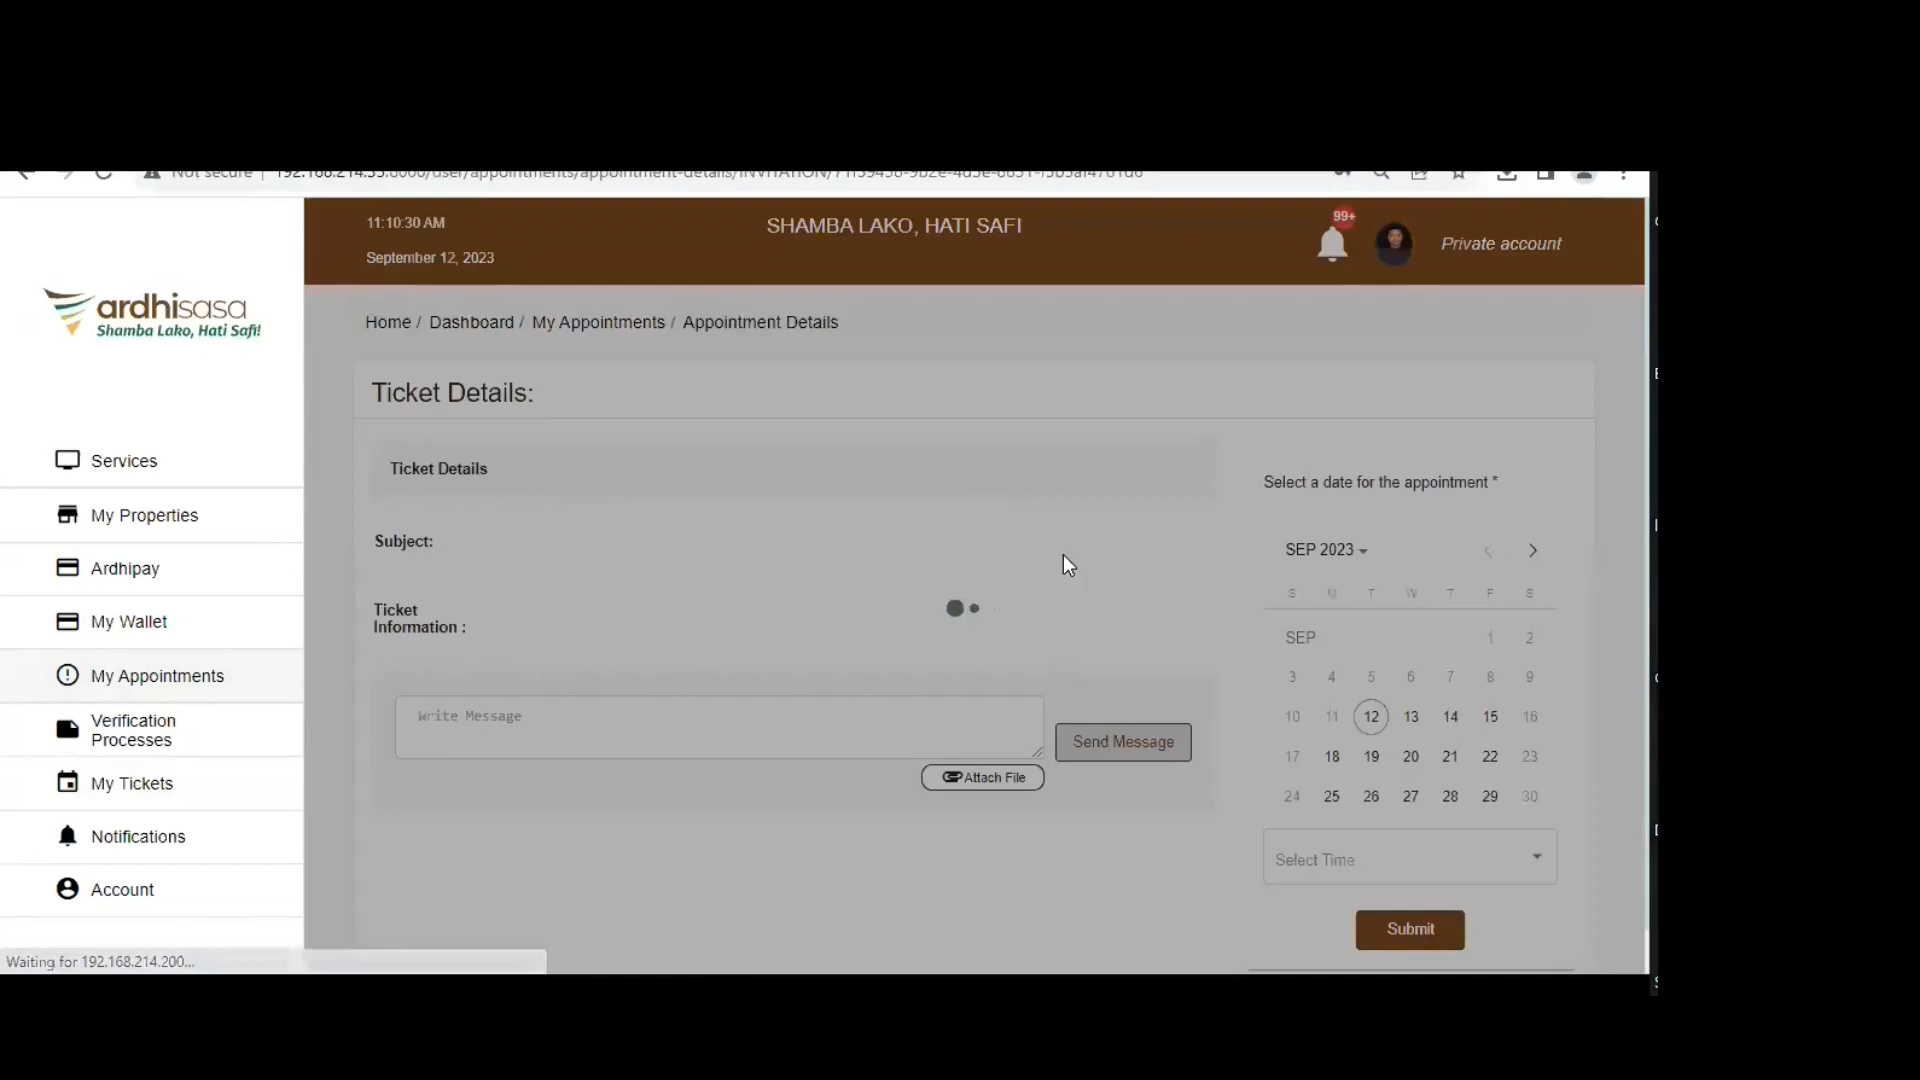 Not secure
11:10:30 AM
SHAMBA LAKO, HATI SAFI
99+
Private account
September 12, 2023
ardhisasa
Shamba Lako, Hati Safi!
Home / Dashboard / My Appointments / Appointment Details
Ticket Details:
Services
My Properties
Ardhipay
My Wallet
My Appointments
Verification
Processes
My Tickets
Notifications
Account
Ticket Details
Subject:
Ticket
Information :
Write Message
Send Message
Attach File
Select a date for the appointment *
SEP 2023
S M T W T F S
SEP 1 2
3 4 5 6 7 8 9
10 11 12 13 14 15 16
17 18 19 20 21 22 23
24 25 26 27 28 29 30
Select Time
Submit
Waiting for 192.168.214.200...